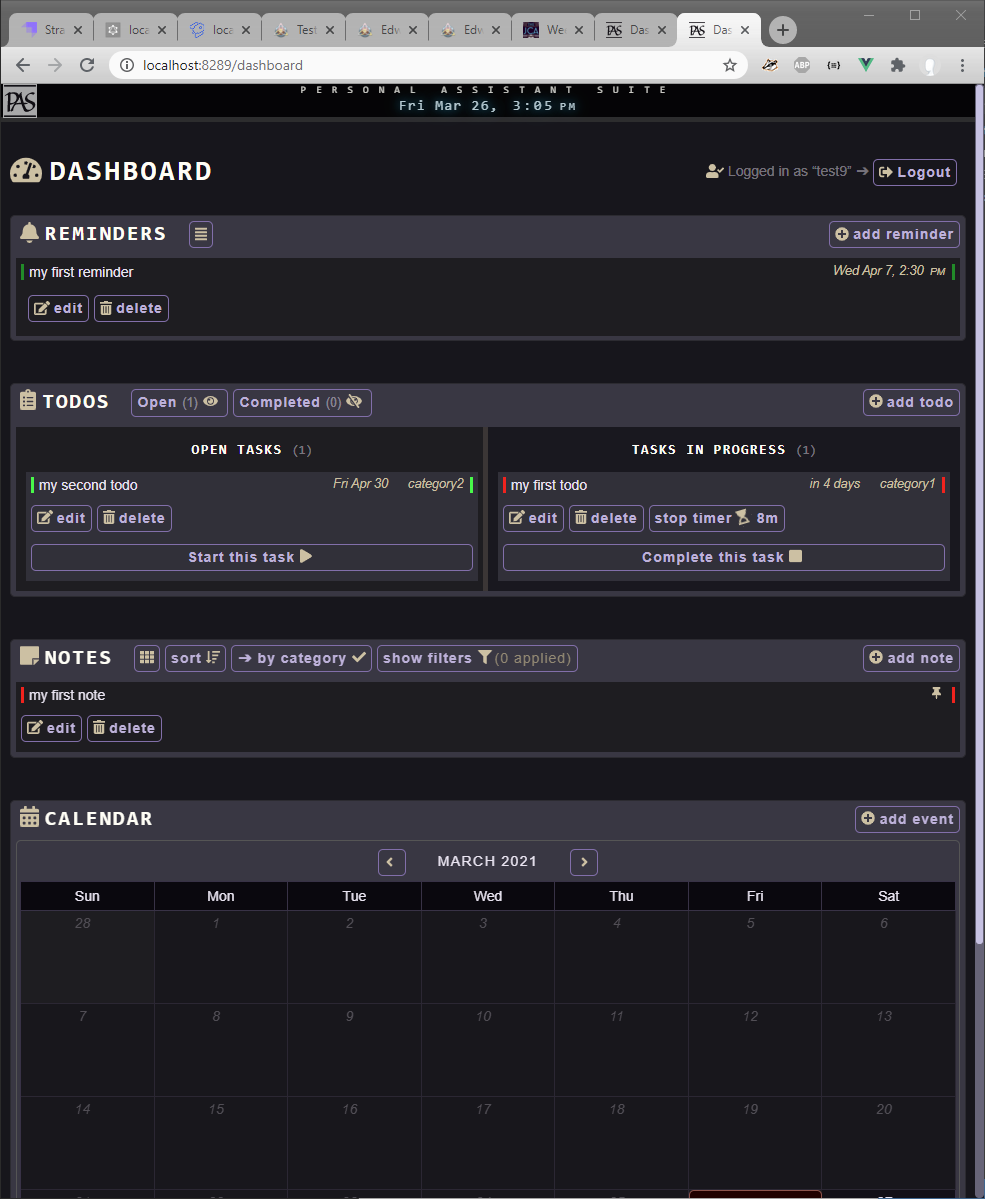 Stra loca loca Test Edw Edw We Das Das
localhost:8289/dashboard ABP
PAS PERSONAL ASSISTANT SUITE
Fri Mar 26, 3:05 PM
DASHBOARD Logged in as “test9” ➔ Logout
REMINDERS add reminder
my first reminder Wed Apr 7, 2:30 PM
edit delete
TODOS Open (1) Completed (0) add todo
OPEN TASKS (1) TASKS IN PROGRESS (1)
my second todo Fri Apr 30 category2 my first todo in 4 days category1
edit delete edit delete stop timer 8m
Start this task Complete this task
NOTES sort ➔ by category show filters (0 applied) add note
my first note
edit delete
CALENDAR add event
MARCH 2021
Sun Mon Tue Wed Thu Fri Sat
28 1 2 3 4 5 6
7 8 9 10 11 12 13
14 15 16 17 18 19 20